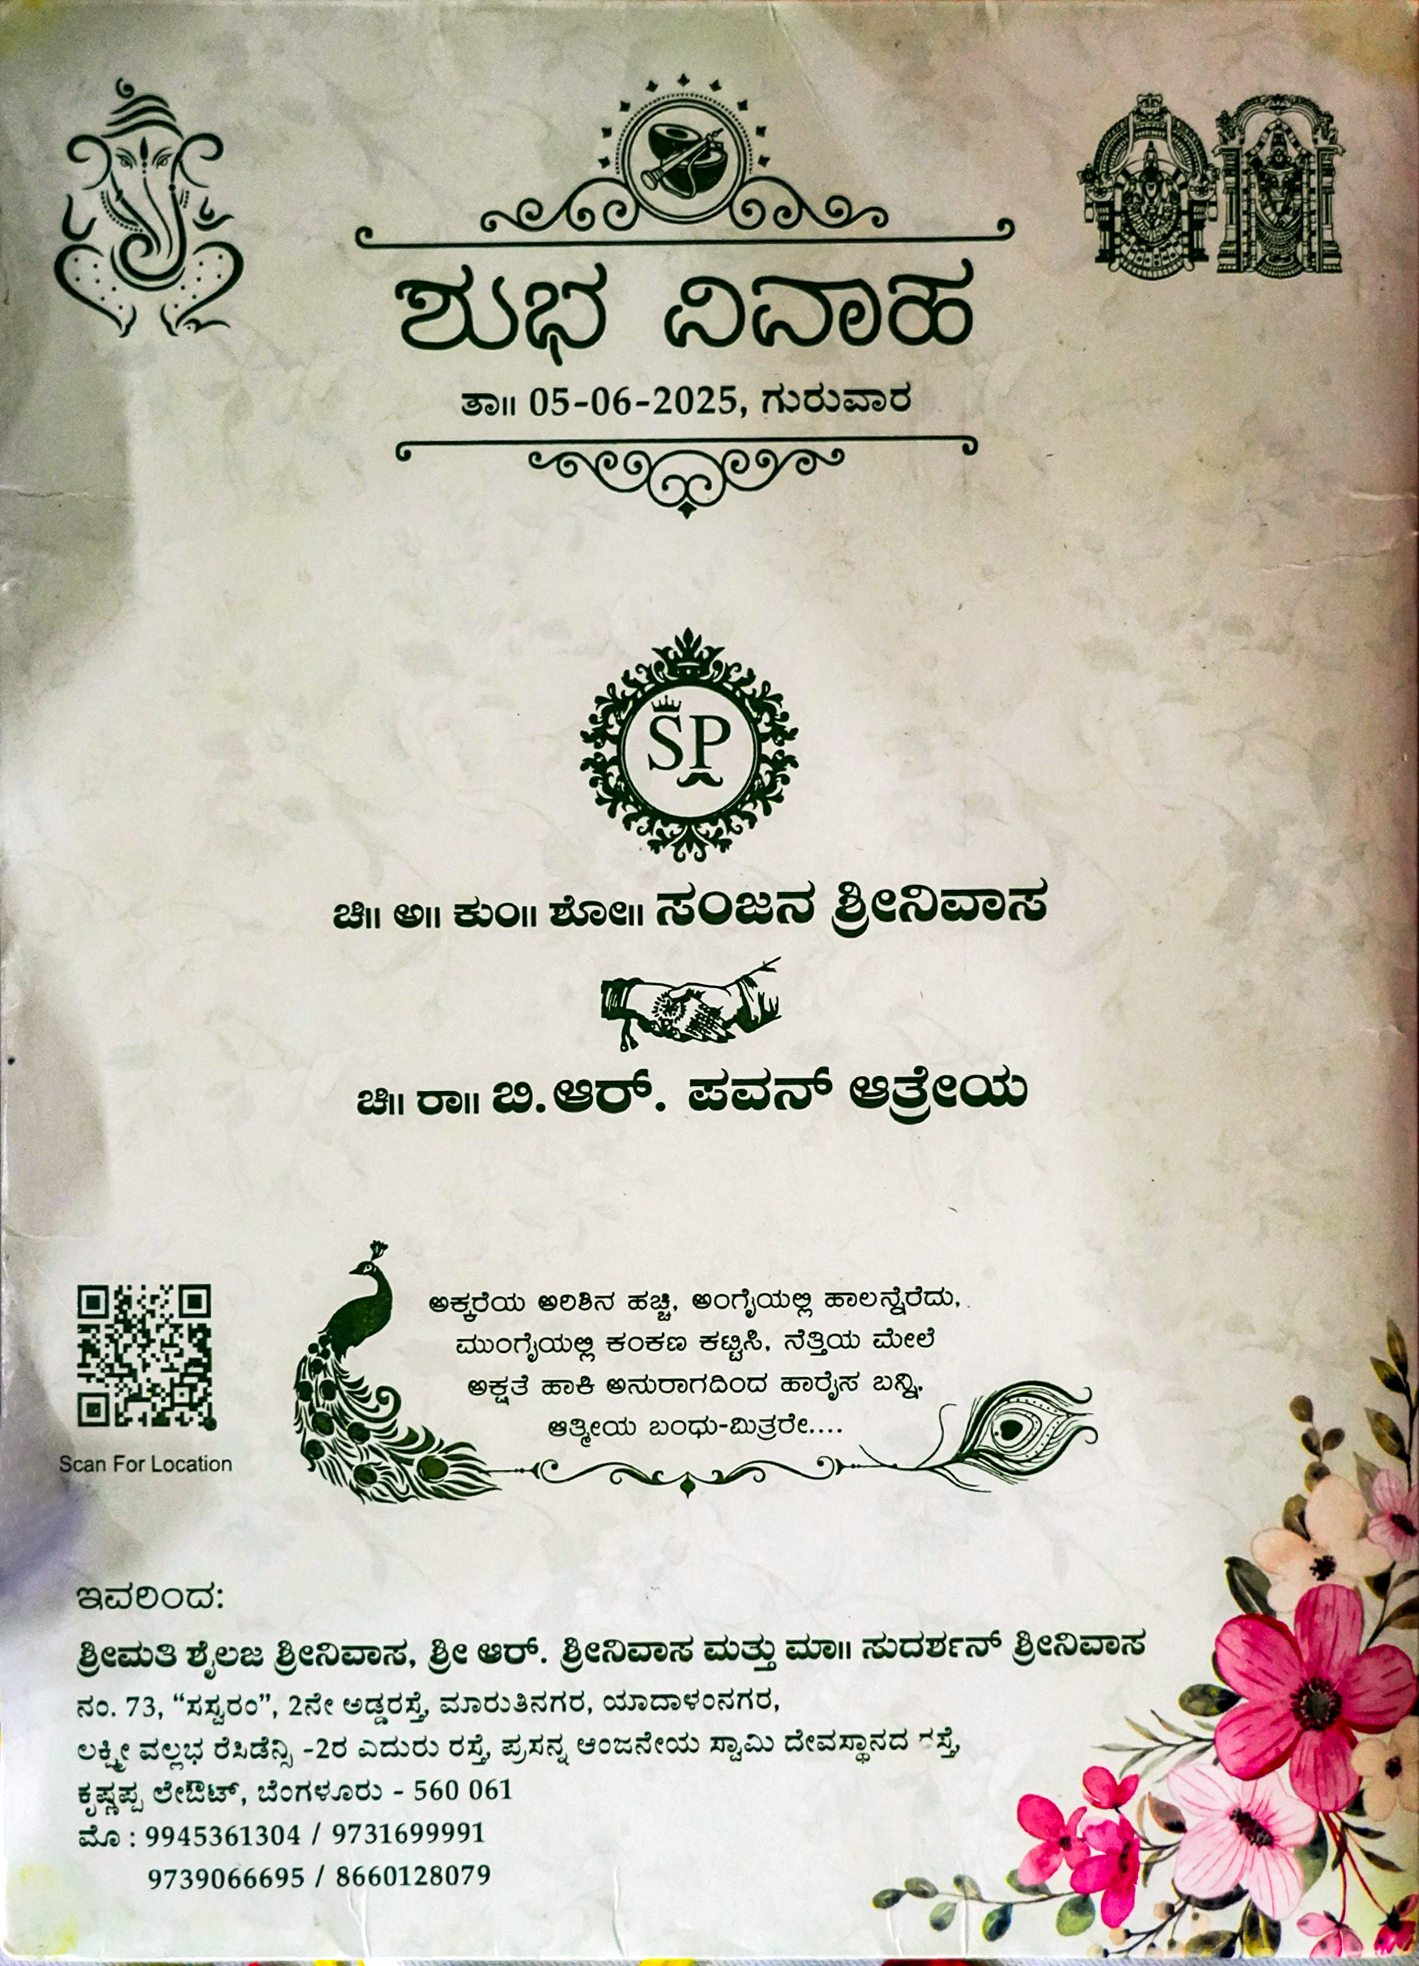 ಶುಭ ವಿವಾಹ
ತಾ॥ 05-06-2025, ಗುರುವಾರ
SP
ಚಿ॥ ಅ॥ ಕುಂ॥ ಶೋ॥ ಸಂಜನ ಶ್ರೀನಿವಾಸ
ಚಿ॥ ರಾ॥ ಬಿ.ಆರ್. ಪವನ್ ಆತ್ರೇಯ
ಅಕ್ಕರೆಯ ಅರಿಶಿನ ಹಚ್ಚಿ, ಅಂಗೈಯಲ್ಲಿ ಹಾಲನ್ನೆರೆದು,
ಮುಂಗೈಯಲ್ಲಿ ಕಂಕಣ ಕಟ್ಟಿಸಿ, ನೆತ್ತಿಯ ಮೇಲೆ
ಅಕ್ಷತೆ ಹಾಕಿ ಅನುರಾಗದಿಂದ ಹಾರೈಸ ಬನ್ನಿ,
ಆತ್ಮೀಯ ಬಂಧು-ಮಿತ್ರರೇ....
Scan For Location
ಇವರಿಂದ:
ಶ್ರೀಮತಿ ಶೈಲಜ ಶ್ರೀನಿವಾಸ, ಶ್ರೀ ಆರ್. ಶ್ರೀನಿವಾಸ ಮತ್ತು ಮಾ॥ ಸುದರ್ಶನ್ ಶ್ರೀನಿವಾಸ
ನಂ. 73, “ಸಸ್ವರಂ”, 2ನೇ ಅಡ್ಡರಸ್ತೆ, ಮಾರುತಿನಗರ, ಯಾದಾಳಂನಗರ,
ಲಕ್ಷ್ಮೀ ವಲ್ಲಭ ರೆಸಿಡೆನ್ಸಿ -2ರ ಎದುರು ರಸ್ತೆ, ಪ್ರಸನ್ನ ಆಂಜನೇಯ ಸ್ವಾಮಿ ದೇವಸ್ಥಾನದ ರಸ್ತೆ,
ಕೃಷ್ಣಪ್ಪ ಲೇಔಟ್, ಬೆಂಗಳೂರು - 560 061
ಮೊ : 9945361304 / 9731699991
9739066695 / 8660128079